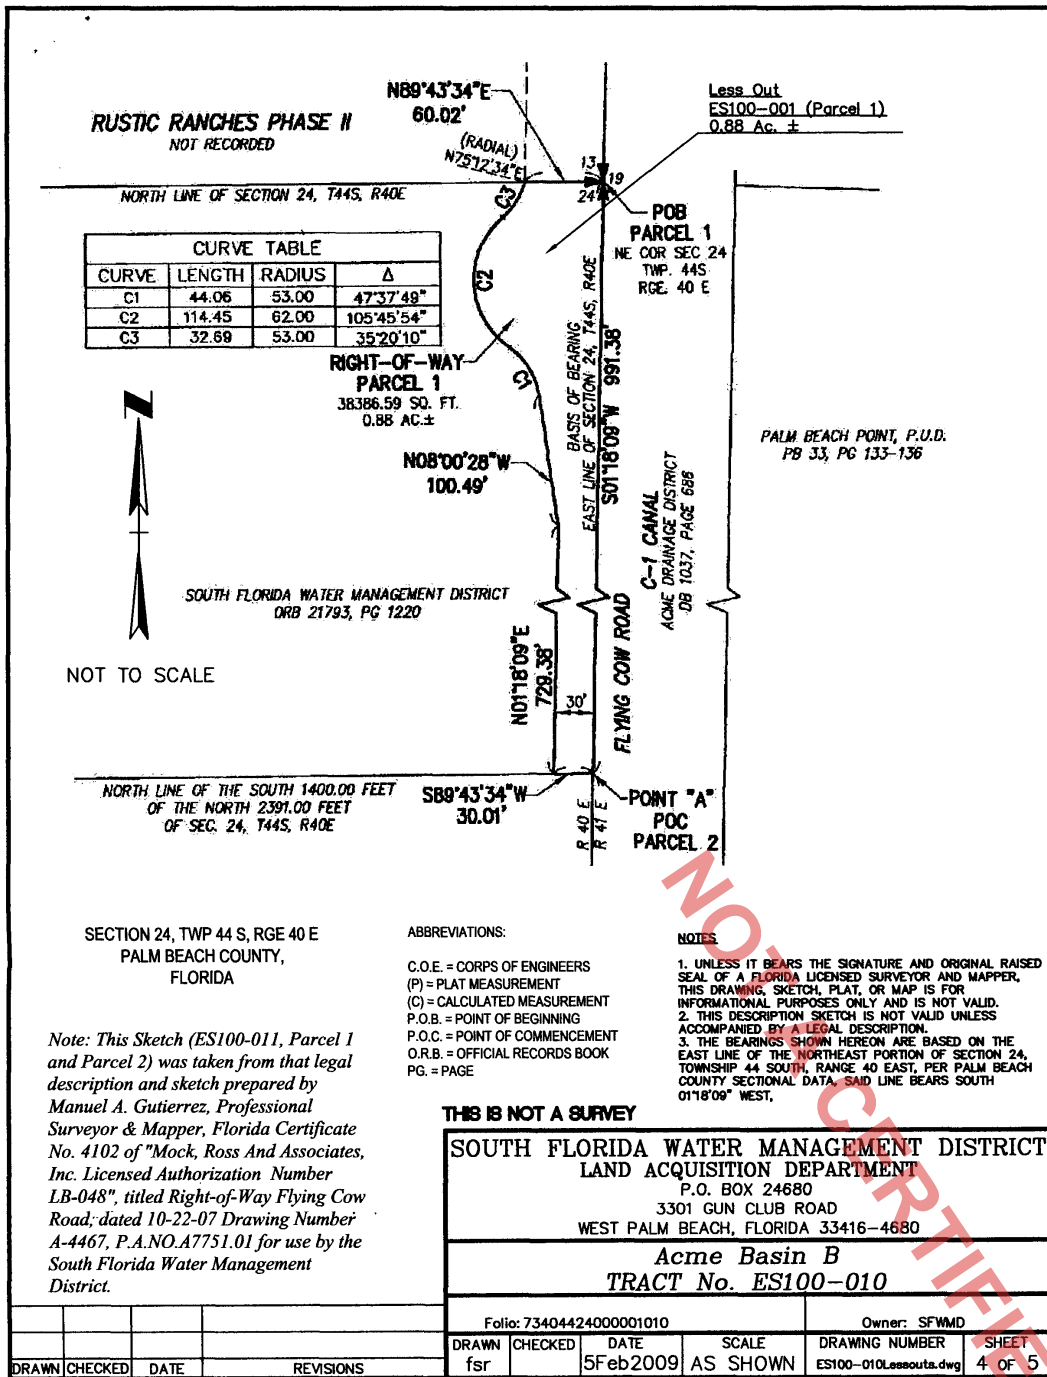 N89°43'34"E
60.02'
Less Out
ES100-001 (Parcel 1)
0.88 Ac. ±
RUSTIC RANCHES PHASE II
NOT RECORDED
(RADIAL)
N75°12'34"E
13
19
24
NORTH LINE OF SECTION 24, T44S, R40E
C3
POB
PARCEL 1
NE COR SEC 24
TWP. 44S
RGE. 40 E
CURVE TABLE
CURVE LENGTH RADIUS Δ
C1 44.06 53.00 47°37'49"
C2 114.45 62.00 105°45'54"
C3 32.69 53.00 35°20'10"
C2
RIGHT-OF-WAY
PARCEL 1
38386.59 SQ. FT.
0.88 AC.±
C1
BASIS OF BEARING
EAST LINE OF SECTION 24, T44S, R40E
S01°18'09"W 991.38'
N
PALM BEACH POINT, P.U.D.
PB 33, PG 133-136
N08°00'28"W
100.49'
C-1 CANAL
ACME DRAINAGE DISTRICT
DB 1037, PAGE 686
SOUTH FLORIDA WATER MANAGEMENT DISTRICT
ORB 21793, PG 1220
NOT TO SCALE
N01°18'09"E
729.38'
30'
FLYING COW ROAD
NORTH LINE OF THE SOUTH 1400.00 FEET
OF THE NORTH 2391.00 FEET
OF SEC. 24, T44S, R40E
S89°43'34"W
30.01'
R 40 E
R 41 E
POINT "A"
POC
PARCEL 2
SECTION 24, TWP 44 S, RGE 40 E
PALM BEACH COUNTY,
FLORIDA
Note: This Sketch (ES100-011, Parcel 1
and Parcel 2) was taken from that legal
description and sketch prepared by
Manuel A. Gutierrez, Professional
Surveyor & Mapper, Florida Certificate
No. 4102 of "Mock, Ross And Associates,
Inc. Licensed Authorization Number
LB-048", titled Right-of-Way Flying Cow
Road, dated 10-22-07 Drawing Number
A-4467, P.A.NO.A7751.01 for use by the
South Florida Water Management
District.
ABBREVIATIONS:
C.O.E. = CORPS OF ENGINEERS
(P) = PLAT MEASUREMENT
(C) = CALCULATED MEASUREMENT
P.O.B. = POINT OF BEGINNING
P.O.C. = POINT OF COMMENCEMENT
O.R.B. = OFFICIAL RECORDS BOOK
PG. = PAGE
NOTES
1. UNLESS IT BEARS THE SIGNATURE AND ORIGINAL RAISED
SEAL OF A FLORIDA LICENSED SURVEYOR AND MAPPER,
THIS DRAWING, SKETCH, PLAT, OR MAP IS FOR
INFORMATIONAL PURPOSES ONLY AND IS NOT VALID.
2. THIS DESCRIPTION SKETCH IS NOT VALID UNLESS
ACCOMPANIED BY A LEGAL DESCRIPTION.
3. THE BEARINGS SHOWN HEREON ARE BASED ON THE
EAST LINE OF THE NORTHEAST PORTION OF SECTION 24,
TOWNSHIP 44 SOUTH, RANGE 40 EAST, PER PALM BEACH
COUNTY SECTIONAL DATA, SAID LINE BEARS SOUTH
01°18'09" WEST.
NOT A CERTIFIE
THIS IS NOT A SURVEY
SOUTH FLORIDA WATER MANAGEMENT DISTRICT
LAND ACQUISITION DEPARTMENT
P.O. BOX 24680
3301 GUN CLUB ROAD
WEST PALM BEACH, FLORIDA 33416-4680
Acme Basin B
TRACT No. ES100-010
Folio: 73404424000001010 Owner: SFWMD
DRAWN CHECKED DATE SCALE DRAWING NUMBER SHEET
fsr 5Feb2009 AS SHOWN ES100-010Lessouts.dwg 4 OF 5
DRAWN CHECKED DATE REVISIONS